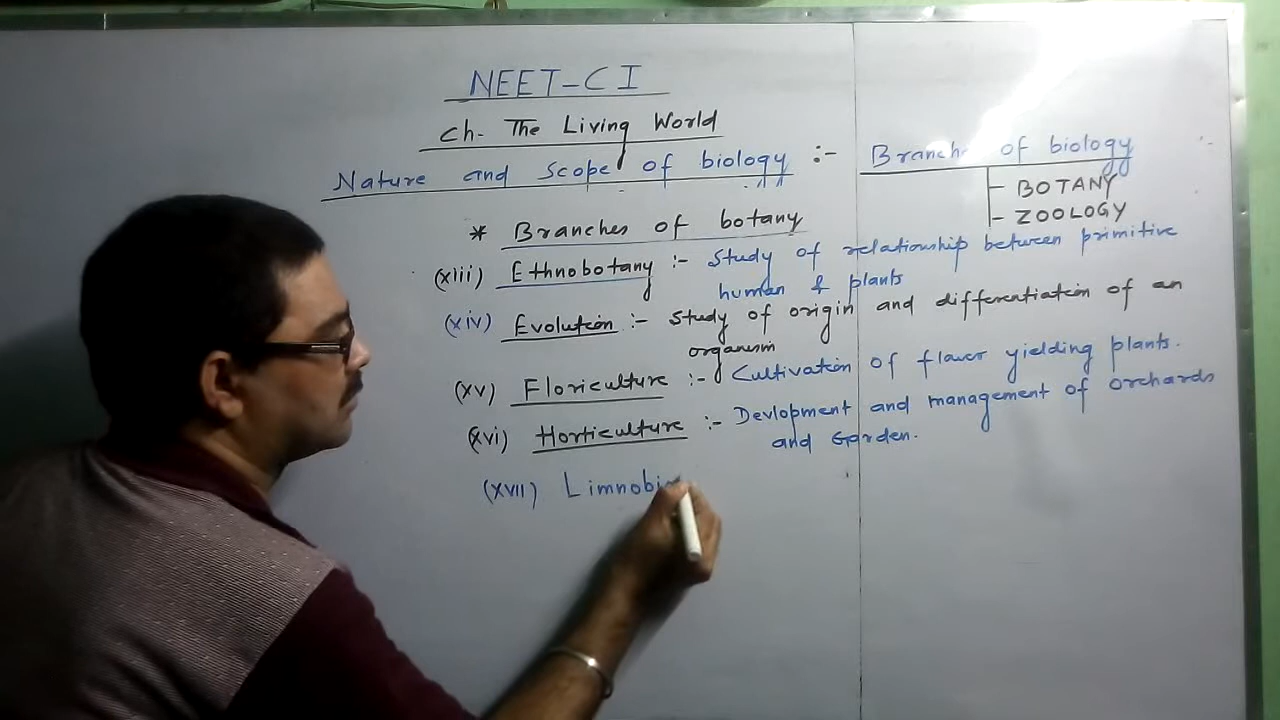 NEET-CI
Ch- The Living World
Nature and Scope of biology :- Branch of biology
- BOTANY
- ZOOLOGY
* Branches of botany
(xiii) Ethnobotany :- Study of relationship between primitive
human & plants
(xiv) Evolution :- Study of origin and differentiation of an
organism
(xv) Floriculture :- Cultivation of flower yielding plants.
(xvi) Horticulture :- Devlopment and management of orchards
and Garden.
(xvii) Limnobi